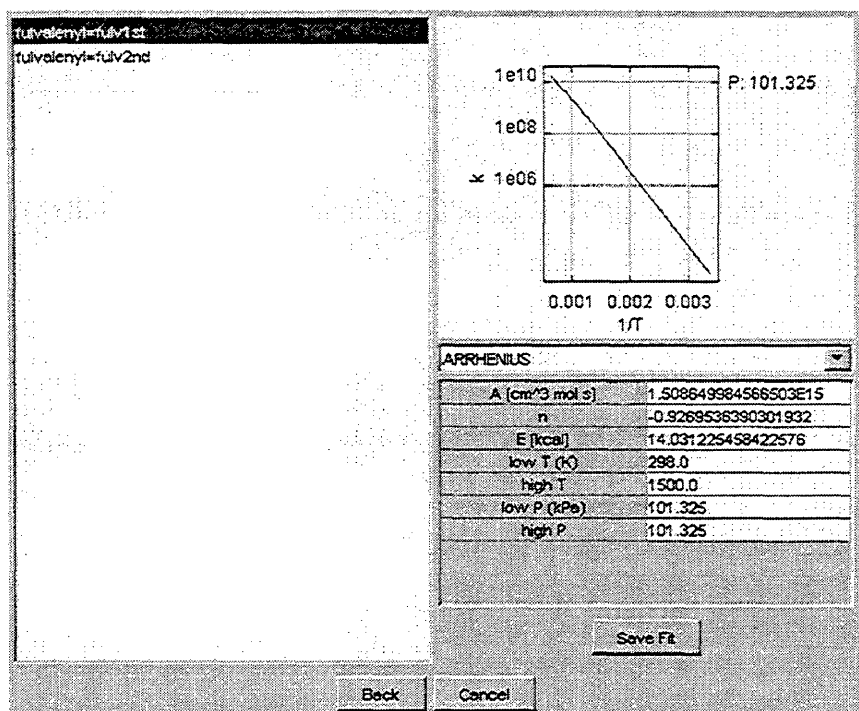 fulvalenyl=fulv1st
fulvalenyl=fulv2nd
1e10
P: 101.325
1e08
k
1e06
0.001 0.002 0.003
1/T
ARRHENIUS
A [cm^3 mol s] 1.508649984566503E15
n -0.9269536390301932
E [kcal] 14.031225458422576
low T (K) 298.0
high T 1500.0
low P (kPa) 101.325
high P 101.325
Save Fit
Back Cancel